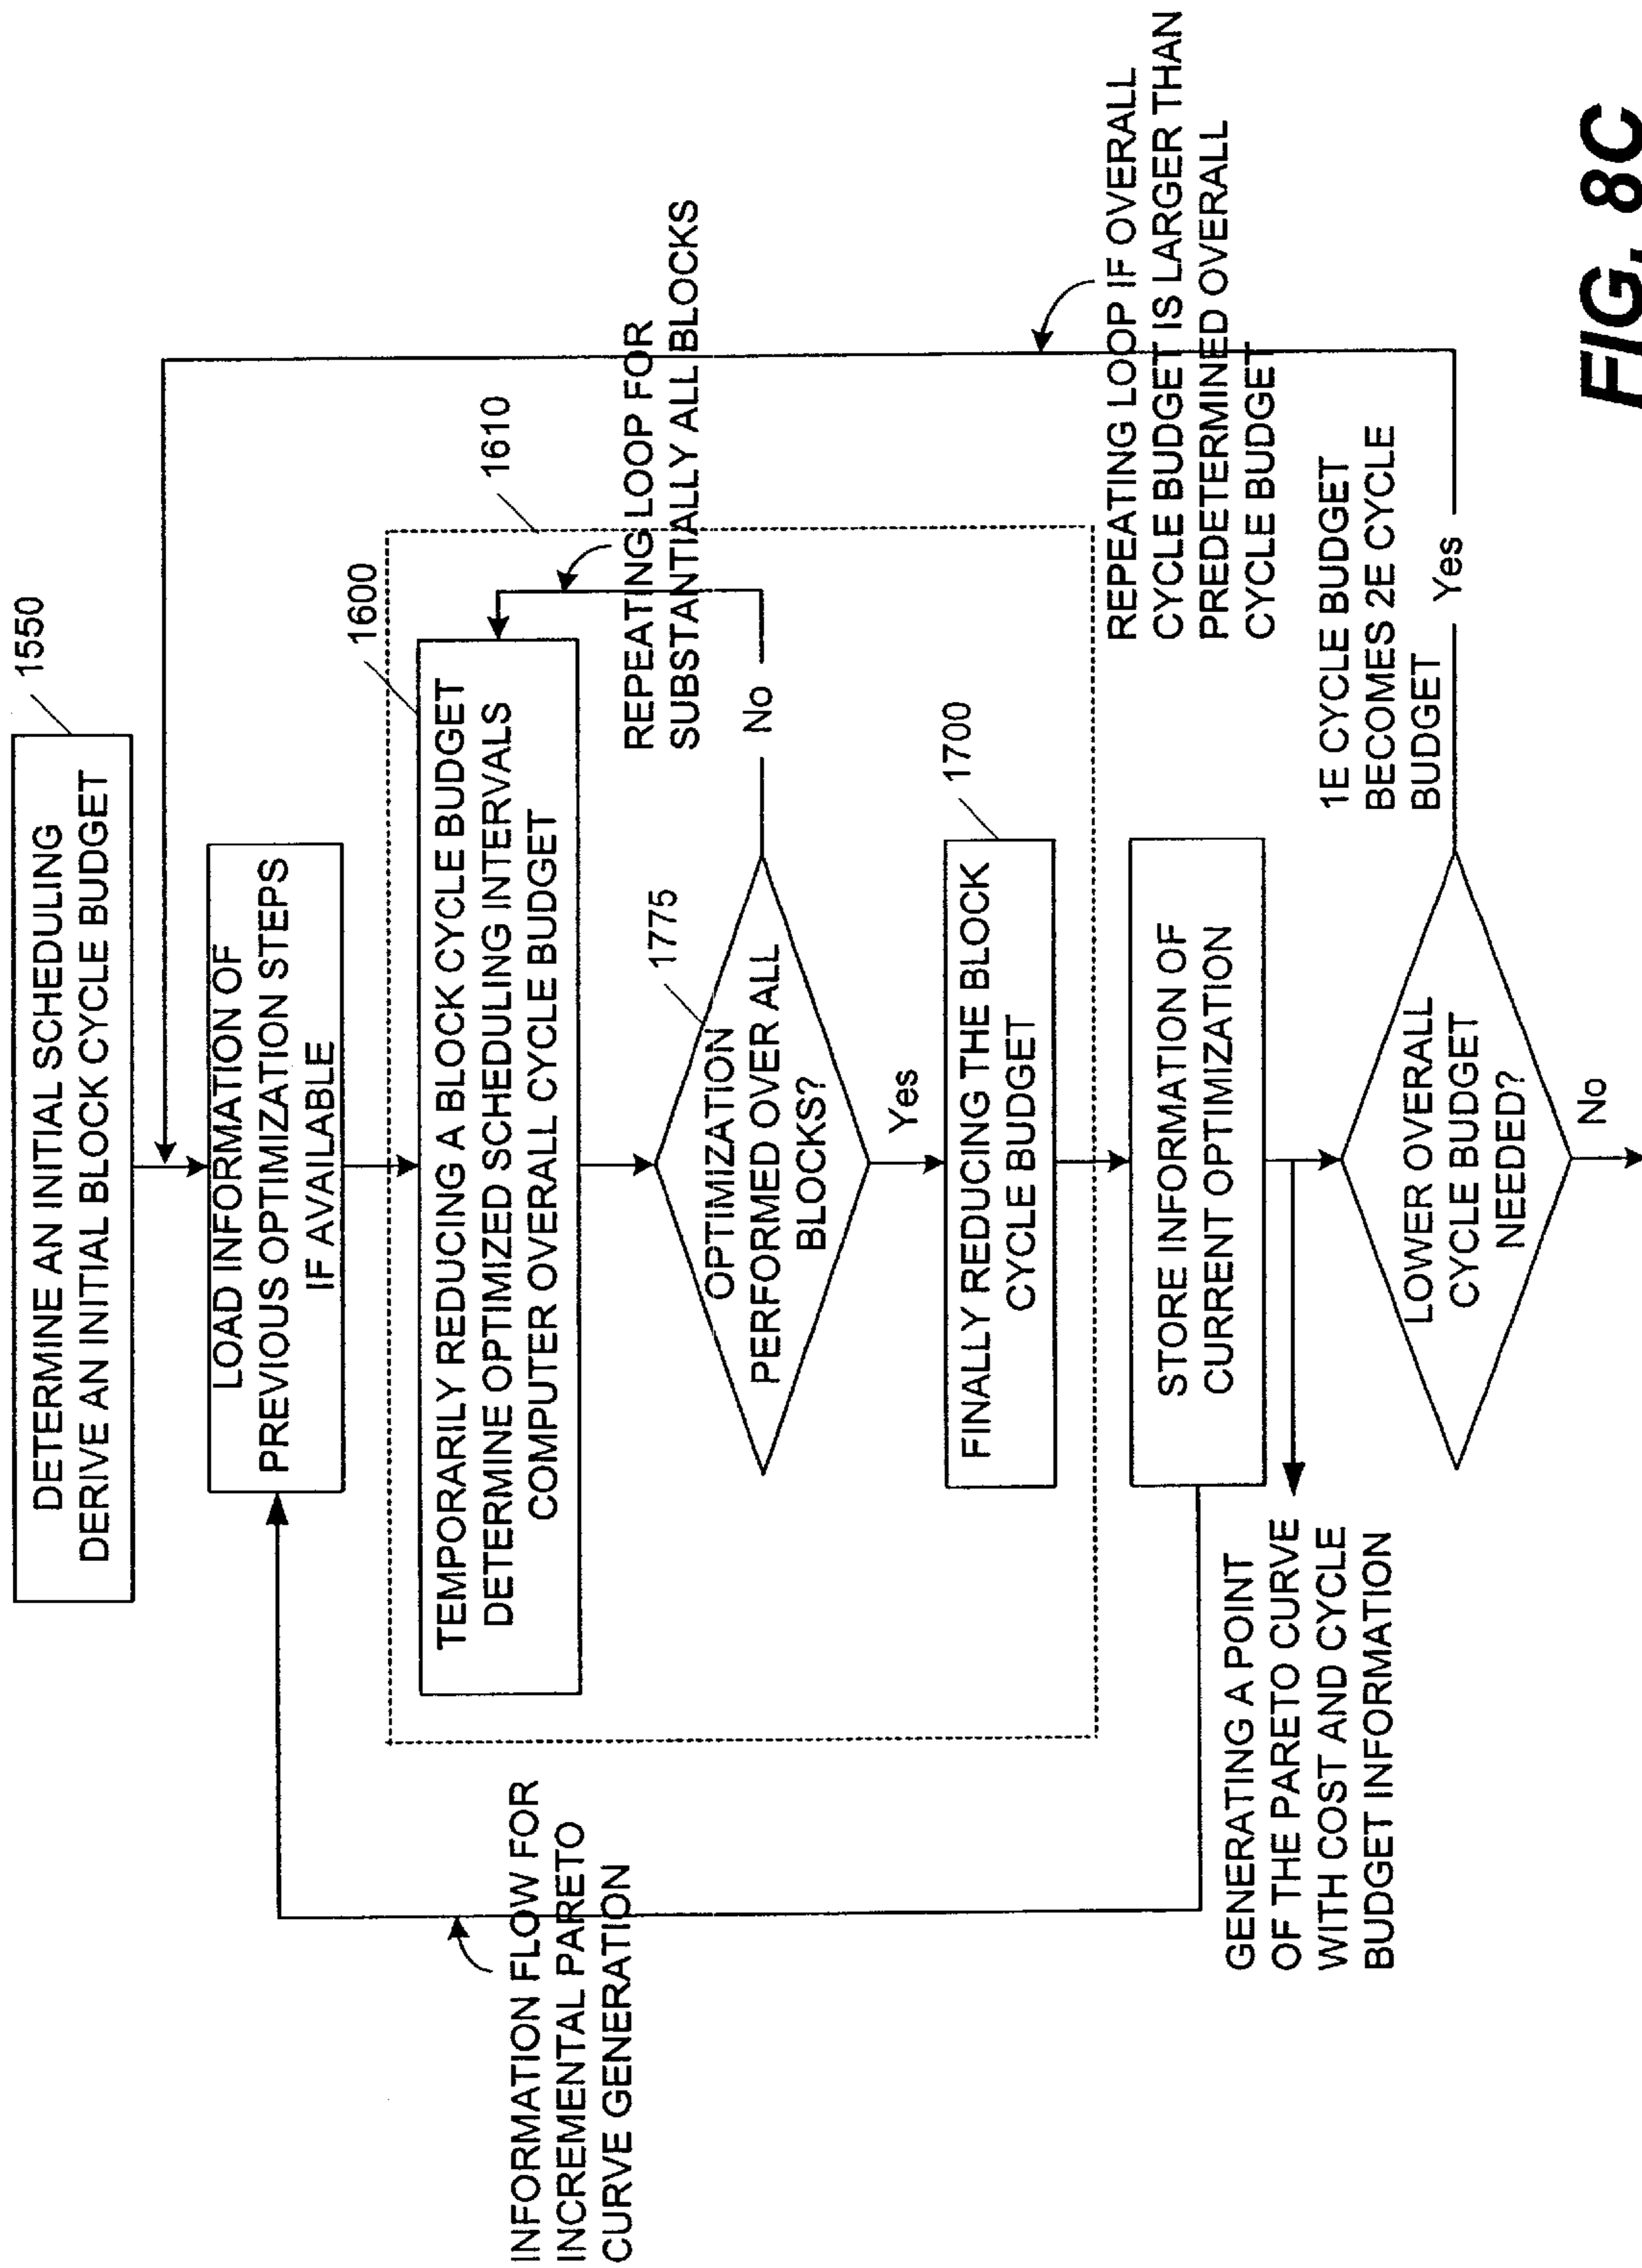 1550
DETERMINE AN INITIAL SCHEDULING
DERIVE AN INITIAL BLOCK CYCLE BUDGET
LOAD INFORMATION OF
PREVIOUS OPTIMIZATION STEPS
IF AVAILABLE
1600
1610
TEMPORARILY REDUCING A BLOCK CYCLE BUDGET
DETERMINE OPTIMIZED SCHEDULING INTERVALS
COMPUTER OVERALL CYCLE BUDGET
REPEATING LOOP FOR
SUBSTANTIALLY ALL BLOCKS
1775
OPTIMIZATION
PERFORMED OVER ALL
BLOCKS?
No
Yes
1700
FINALLY REDUCING THE BLOCK
CYCLE BUDGET
STORE INFORMATION OF
CURRENT OPTIMIZATION
INFORMATION FLOW FOR
INCREMENTAL PARETO
CURVE GENERATION
GENERATING A POINT
OF THE PARETO CURVE
WITH COST AND CYCLE
BUDGET INFORMATION
LOWER OVERALL
CYCLE BUDGET
NEEDED?
1E CYCLE BUDGET
BECOMES 2E CYCLE
BUDGET
Yes
No
REPEATING LOOP IF OVERALL
CYCLE BUDGET IS LARGER THAN
PREDETERMINED OVERALL
CYCLE BUDGET
FIG. 8C